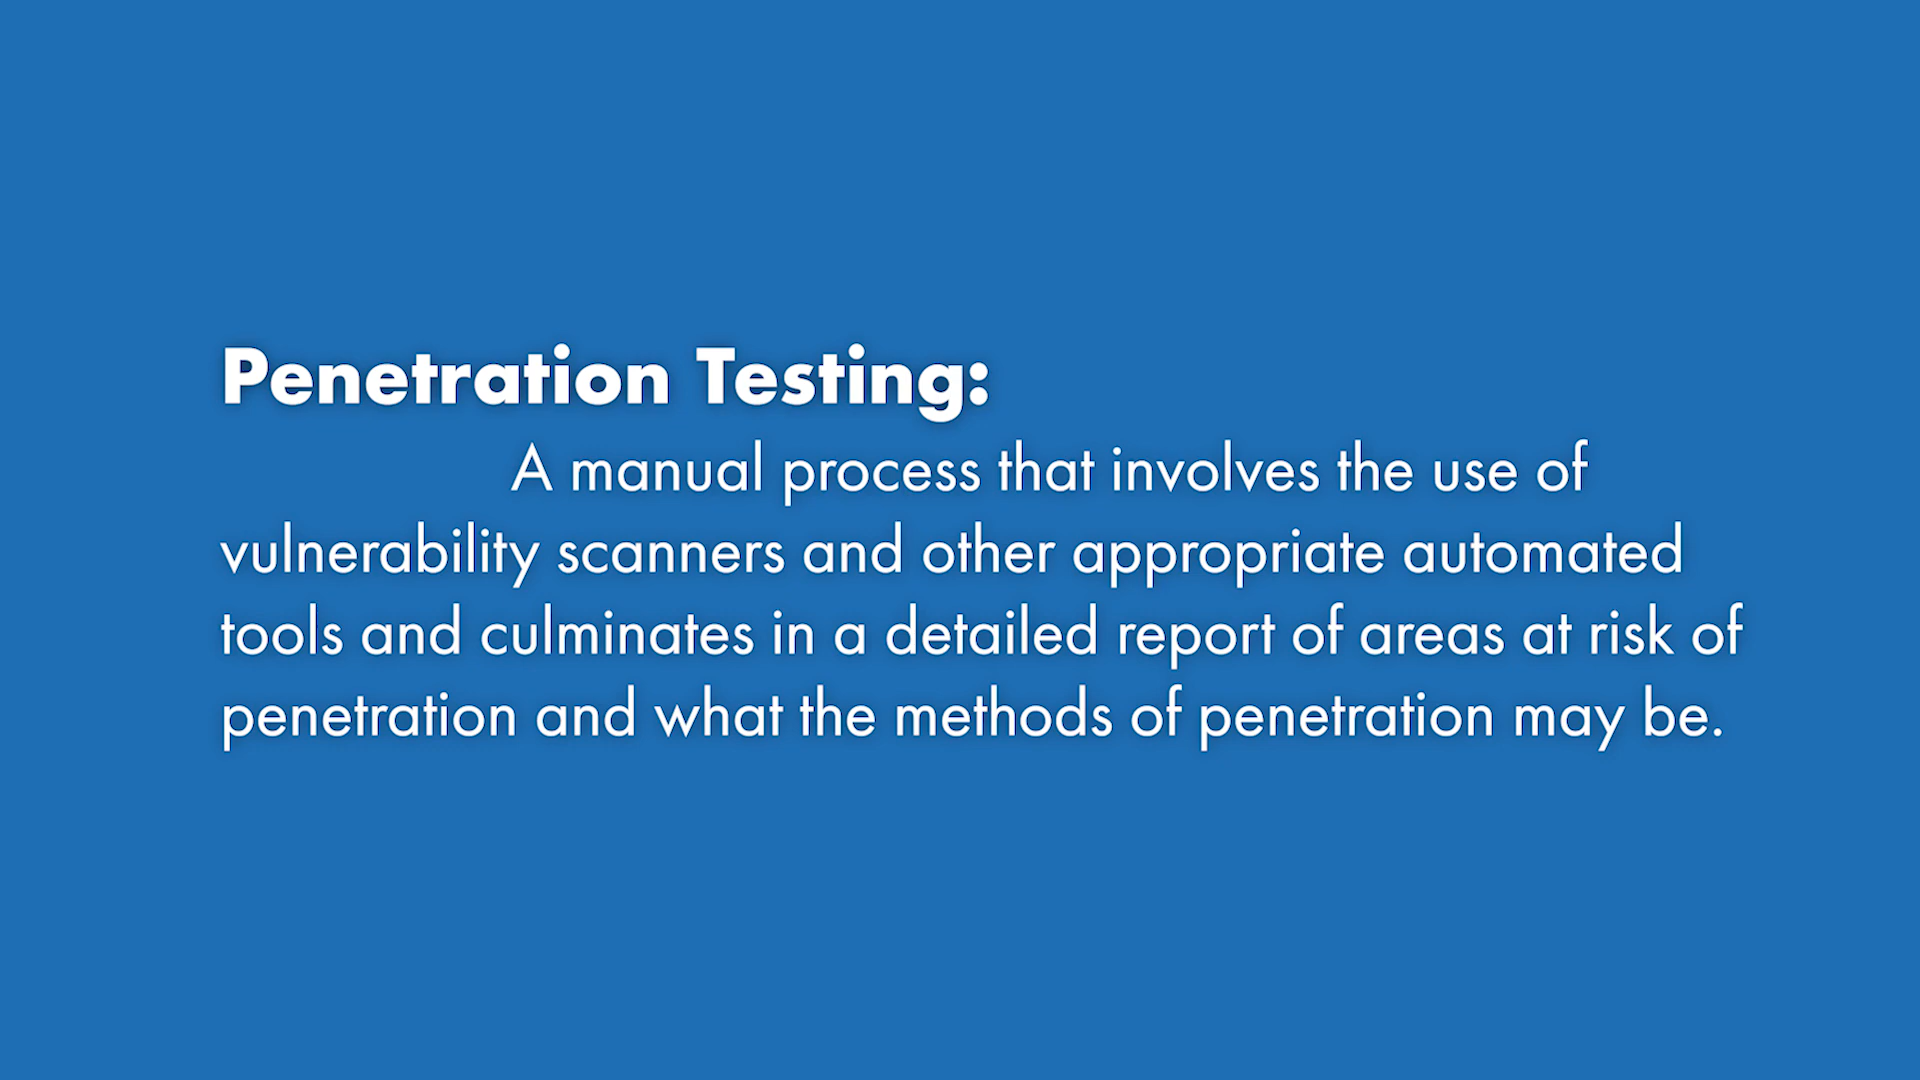 Penetration Testing:
A manual process that involves the use of
vulnerability scanners and other appropriate automated
tools and culminates in a detailed report of areas at risk of
penetration and what the methods of penetration may be.